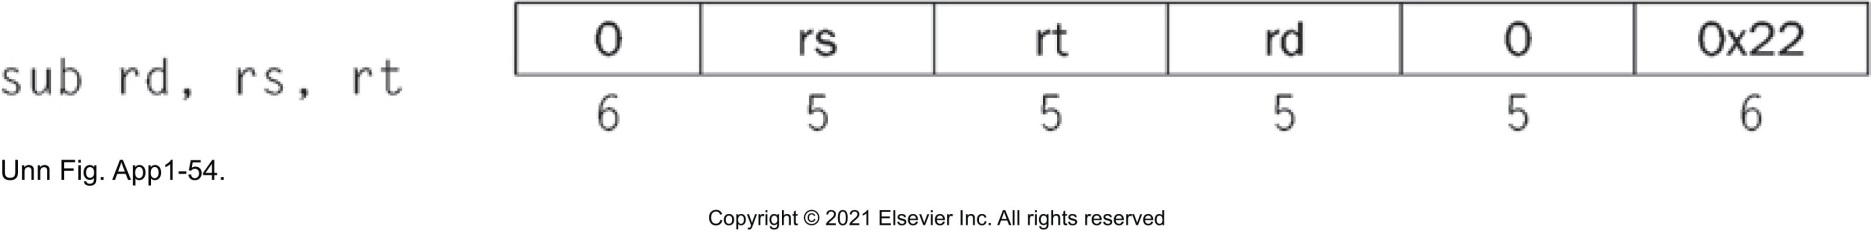 0 rs rt rd 0 0x22
sub rd, rs, rt
6 5 5 5 5 6
Unn Fig. App1-54.
Copyright © 2021 Elsevier Inc. All rights reserved